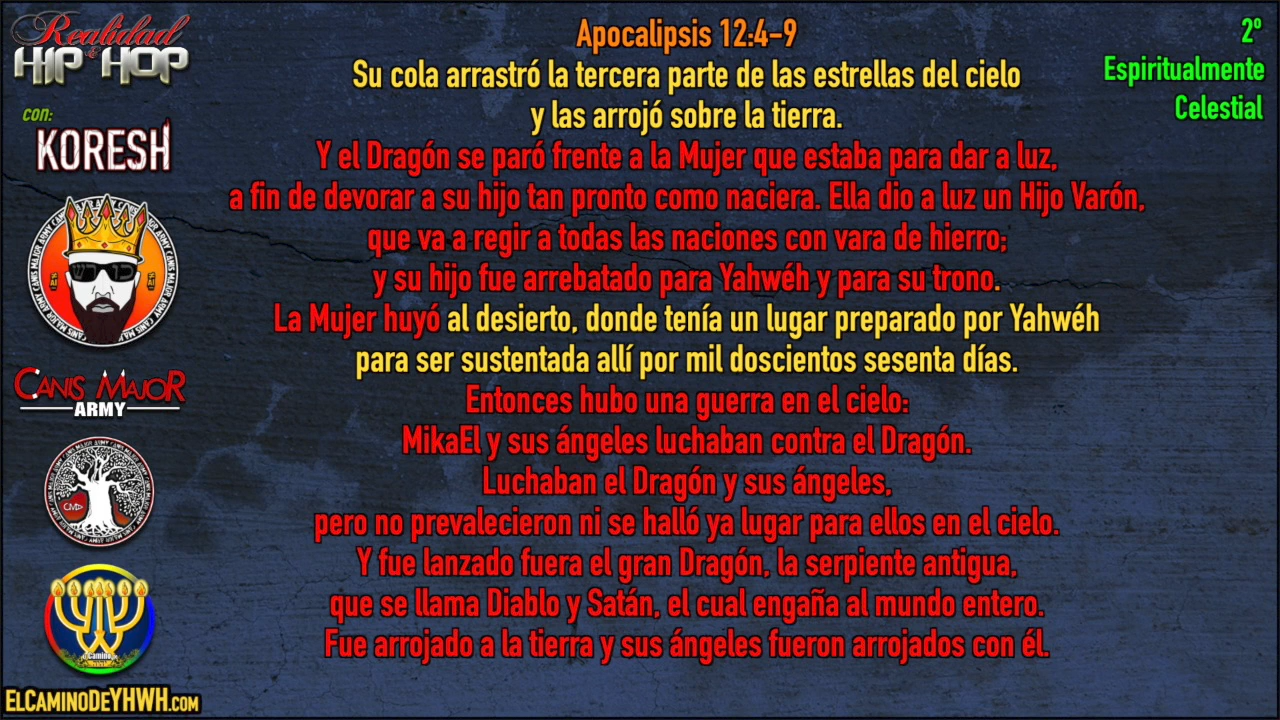 Realidad
&
HIP HOP
con:
KORESH
CANIS MAJOR
ARMY
CMA
El Camino
ELCAMINODEYHWH.COM
Apocalipsis 12:4-9
Su cola arrastró la tercera parte de las estrellas del cielo
y las arrojó sobre la tierra.
Y el Dragón se paró frente a la Mujer que estaba para dar a luz,
a fin de devorar a su hijo tan pronto como naciera. Ella dio a luz un Hijo Varón,
que va a regir a todas las naciones con vara de hierro;
y su hijo fue arrebatado para Yahwéh y para su trono.
La Mujer huyó al desierto, donde tenía un lugar preparado por Yahwéh
para ser sustentada allí por mil doscientos sesenta días.
Entonces hubo una guerra en el cielo:
MikaEl y sus ángeles luchaban contra el Dragón.
Luchaban el Dragón y sus ángeles,
pero no prevalecieron ni se halló ya lugar para ellos en el cielo.
Y fue lanzado fuera el gran Dragón, la serpiente antigua,
que se llama Diablo y Satán, el cual engaña al mundo entero.
Fue arrojado a la tierra y sus ángeles fueron arrojados con él.
2º
Espiritualmente
Celestial